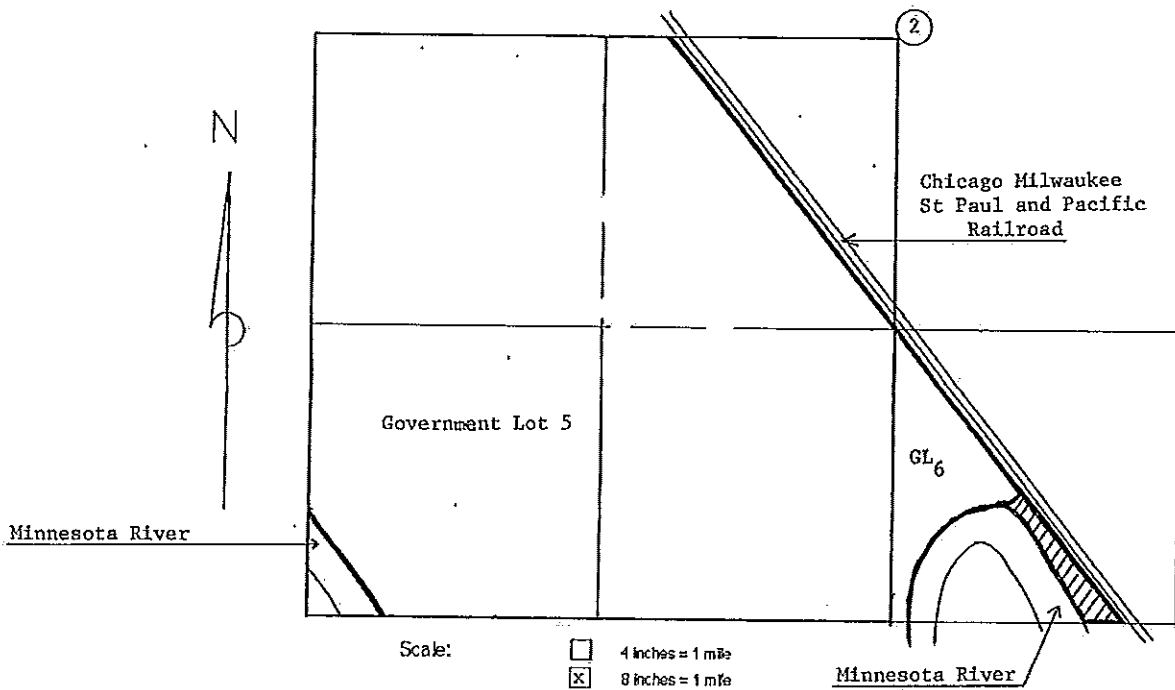 2
N
Chicago Milwaukee
St Paul and Pacific
Railroad
Government Lot 5
GL6
Minnesota River
Scale:
4 inches = 1 mile
X 8 inches = 1 mile
Minnesota River